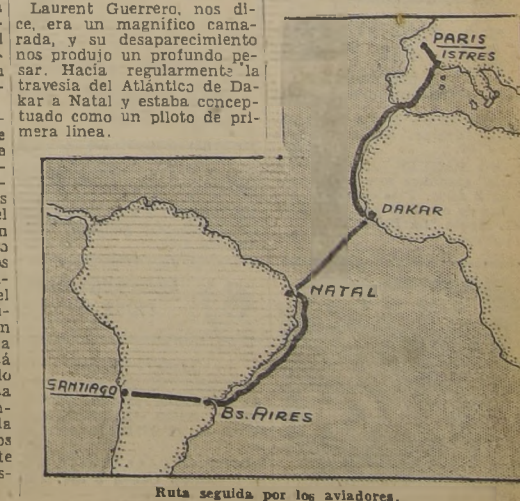 Laurent Guerrero, nos di-
ce, era un magnífico cama-
rada, y su desaparecimiento
nos produjo un profundo pe-
sar. Hacía regularmente la
travesía del Atlántico de Da-
kar a Natal y estaba concep-
tuado como un piloto de pri-
mera línea.
PARIS
ISTRES
DAKAR
NATAL
SANTIAGO
Bs. AIRES
Ruta seguida por los aviadores.